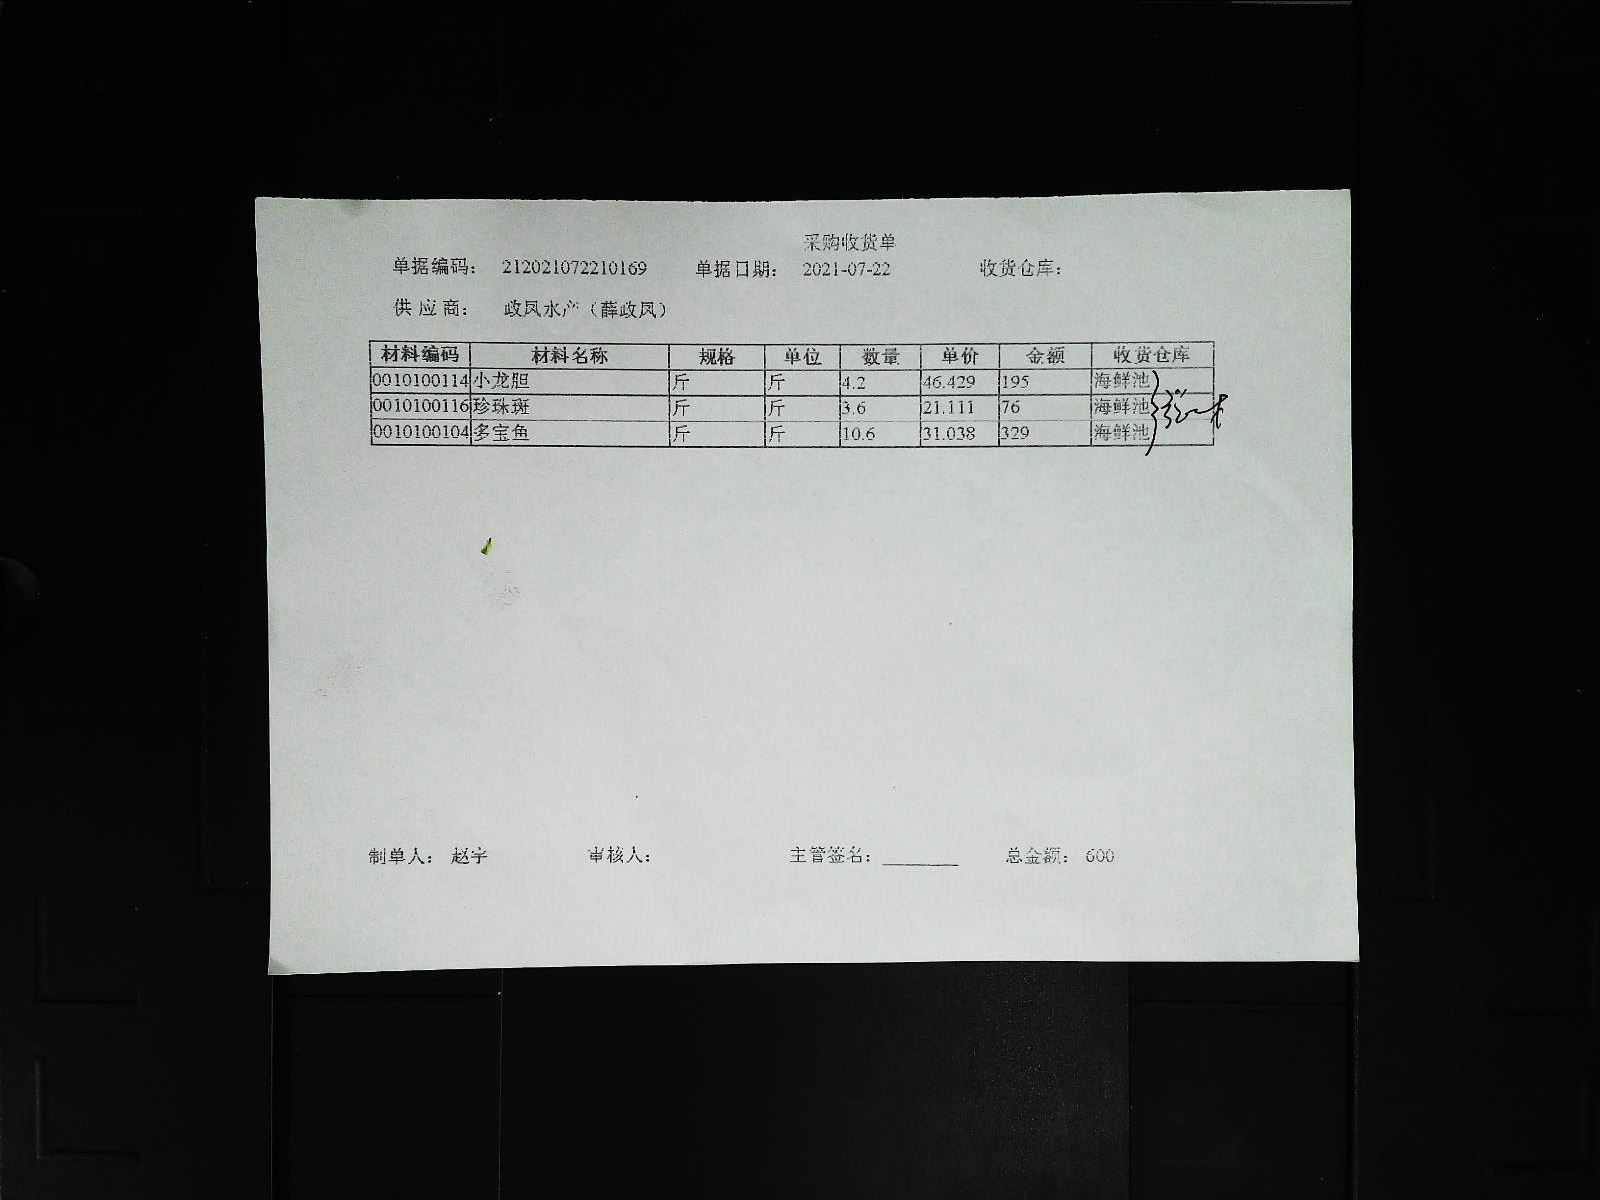 采购收货单
单据编码： 212021072210169 单据日期： 2021-07-22 收货仓库：
供 应 商： 政凤水产（薛政凤）
材料编码 材料名称 规格 单位 数量 单价 金额 收货仓库
0010100114 小龙胆 斤 斤 4.2 46.429 195 海鲜池
0010100116 珍珠斑 斤 斤 3.6 21.111 76 海鲜池
0010100104 多宝鱼 斤 斤 10.6 31.038 329 海鲜池
制单人： 赵宇 审核人： 主管签名： 总金额： 600